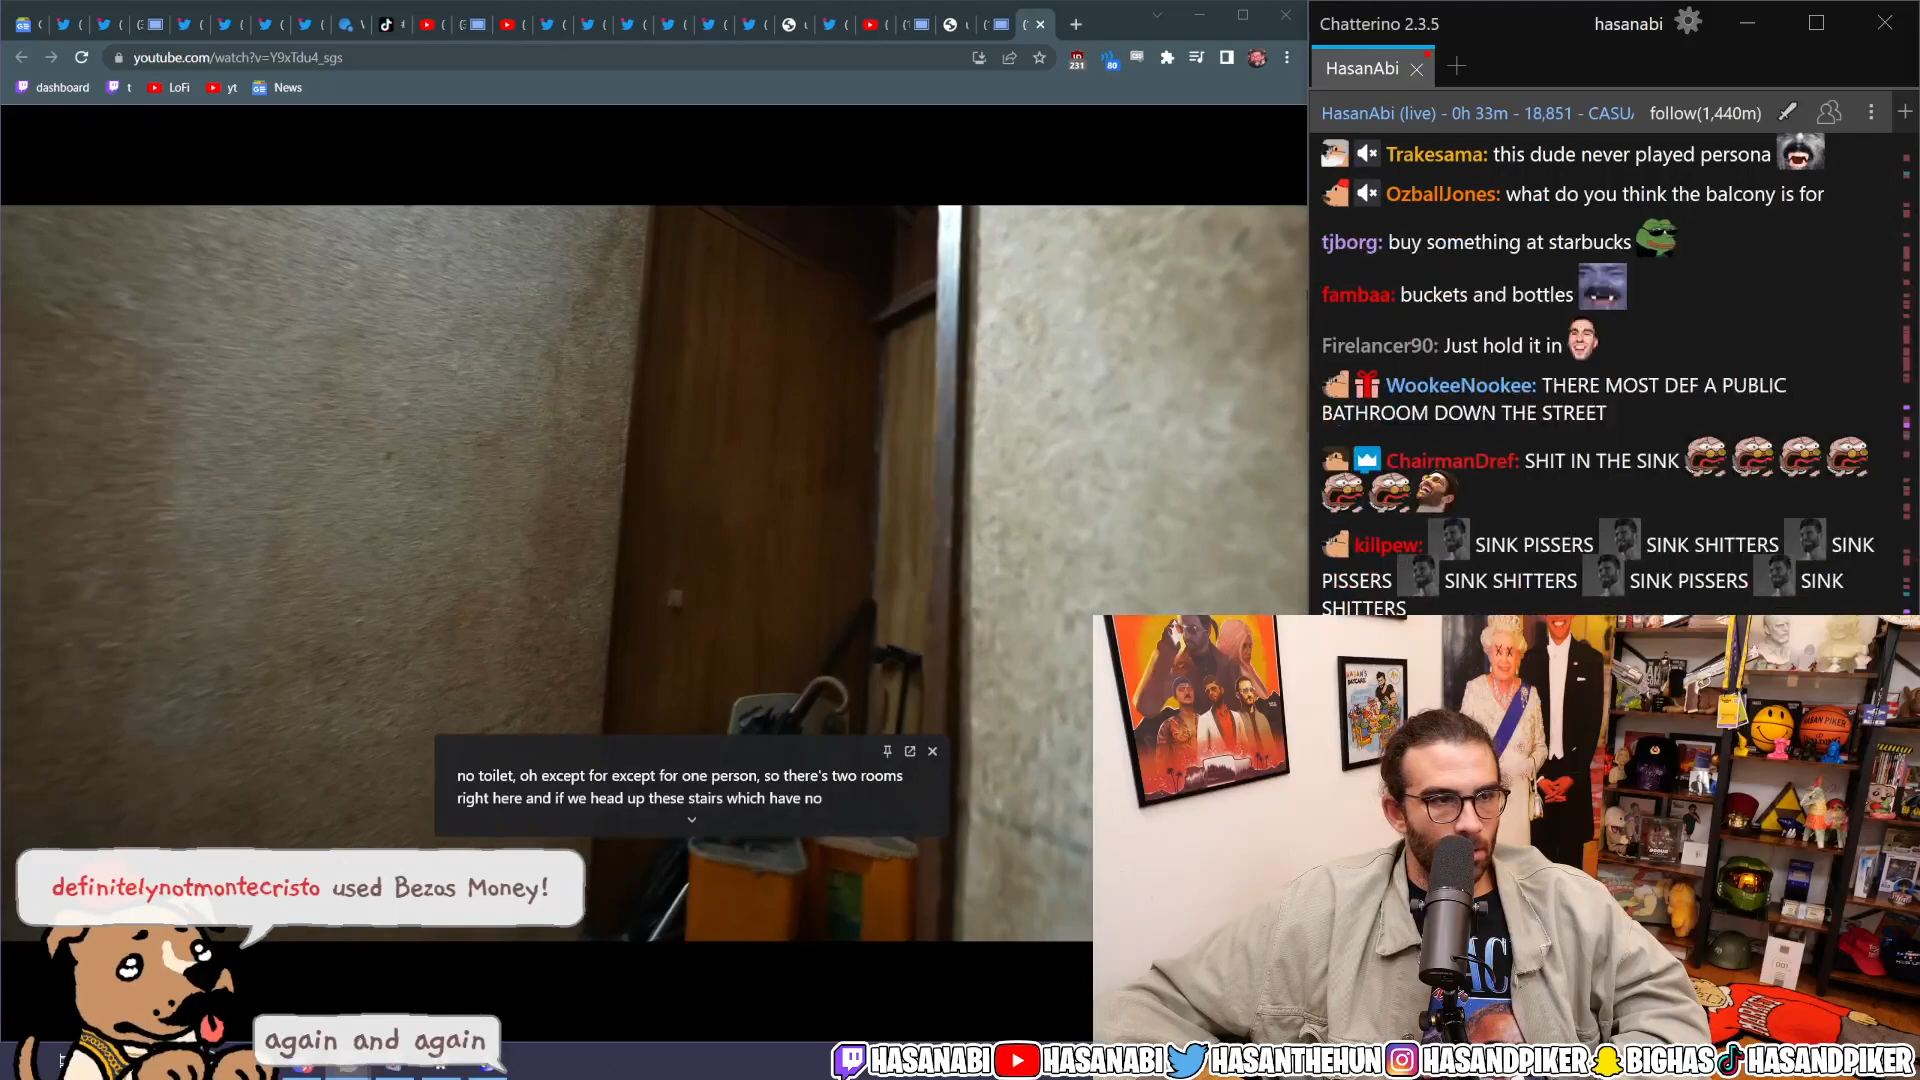 Chatterino 2.3.5
hasanabi
youtube.com/watch?v=Y9xTdu4_sgs
231
80
HasanAbi
dashboard
t
LoFi
yt
News
HasanAbi (live) - 0h 33m - 18,851 - CASU
follow(1,440m)
Trakesama: this dude never played persona
OzballJones: what do you think the balcony is for
tjborg: buy something at starbucks
fambaa: buckets and bottles
Firelancer90: Just hold it in
WookeeNookee: THERE MOST DEF A PUBLIC
BATHROOM DOWN THE STREET
ChairmanDref: SHIT IN THE SINK
killpew: SINK PISSERS SINK SHITTERS SINK
PISSERS SINK SHITTERS SINK PISSERS SINK
SHITTERS
no toilet, oh except for except for one person, so there's two rooms
right here and if we head up these stairs which have no
definitelynotmontecristo used Bezos Money!
again and again
HASANABI HASANABI HASANTHEHUN HASANDPIKER BIGHAS HASANDPIKER